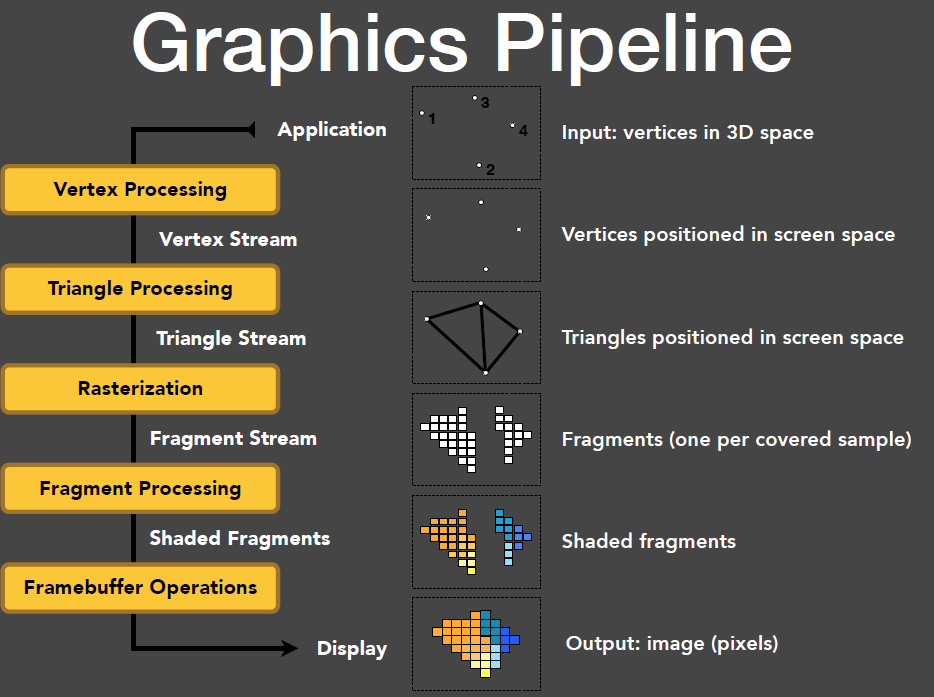 Graphics Pipeline
Application
1
3
4
2
Input: vertices in 3D space
Vertex Processing
Vertex Stream
Vertices positioned in screen space
Triangle Processing
Triangle Stream
Triangles positioned in screen space
Rasterization
Fragment Stream
Fragments (one per covered sample)
Fragment Processing
Shaded Fragments
Shaded fragments
Framebuffer Operations
Display
Output: image (pixels)